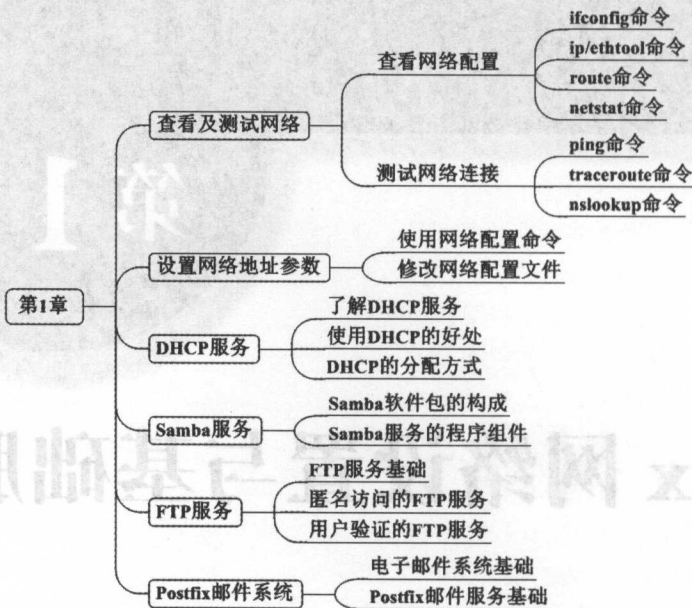 第1章
查看及测试网络
查看网络配置
ifconfig命令
ip/ethtool命令
route命令
netstat命令
测试网络连接
ping命令
traceroute命令
nslookup命令
设置网络地址参数
使用网络配置命令
修改网络配置文件
DHCP服务
了解DHCP服务
使用DHCP的好处
DHCP的分配方式
Samba服务
Samba软件包的构成
Samba服务的程序组件
FTP服务
FTP服务基础
匿名访问的FTP服务
用户验证的FTP服务
Postfix邮件系统
电子邮件系统基础
Postfix邮件服务基础
第1
x 网络设置与基础服